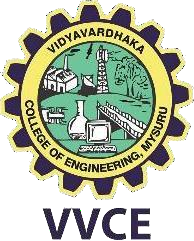 VIDYAVARDHAKA
COLLEGE OF ENGINEERING, MYSURU
VVCE